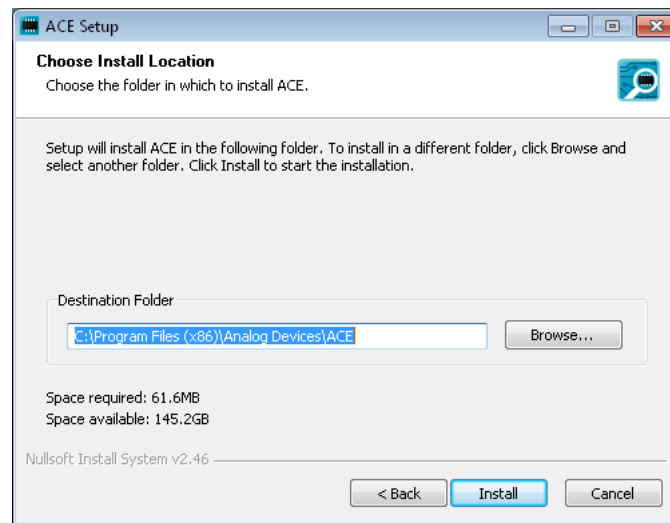 ACE Setup
Choose Install Location
Choose the folder in which to install ACE.
Setup will install ACE in the following folder. To install in a different folder, click Browse and
select another folder. Click Install to start the installation.
Destination Folder
C:\Program Files (x86)\Analog Devices\ACE
Browse...
Space required: 61.6MB
Space available: 145.2GB
Nullsoft Install System v2.46
< Back
Install
Cancel